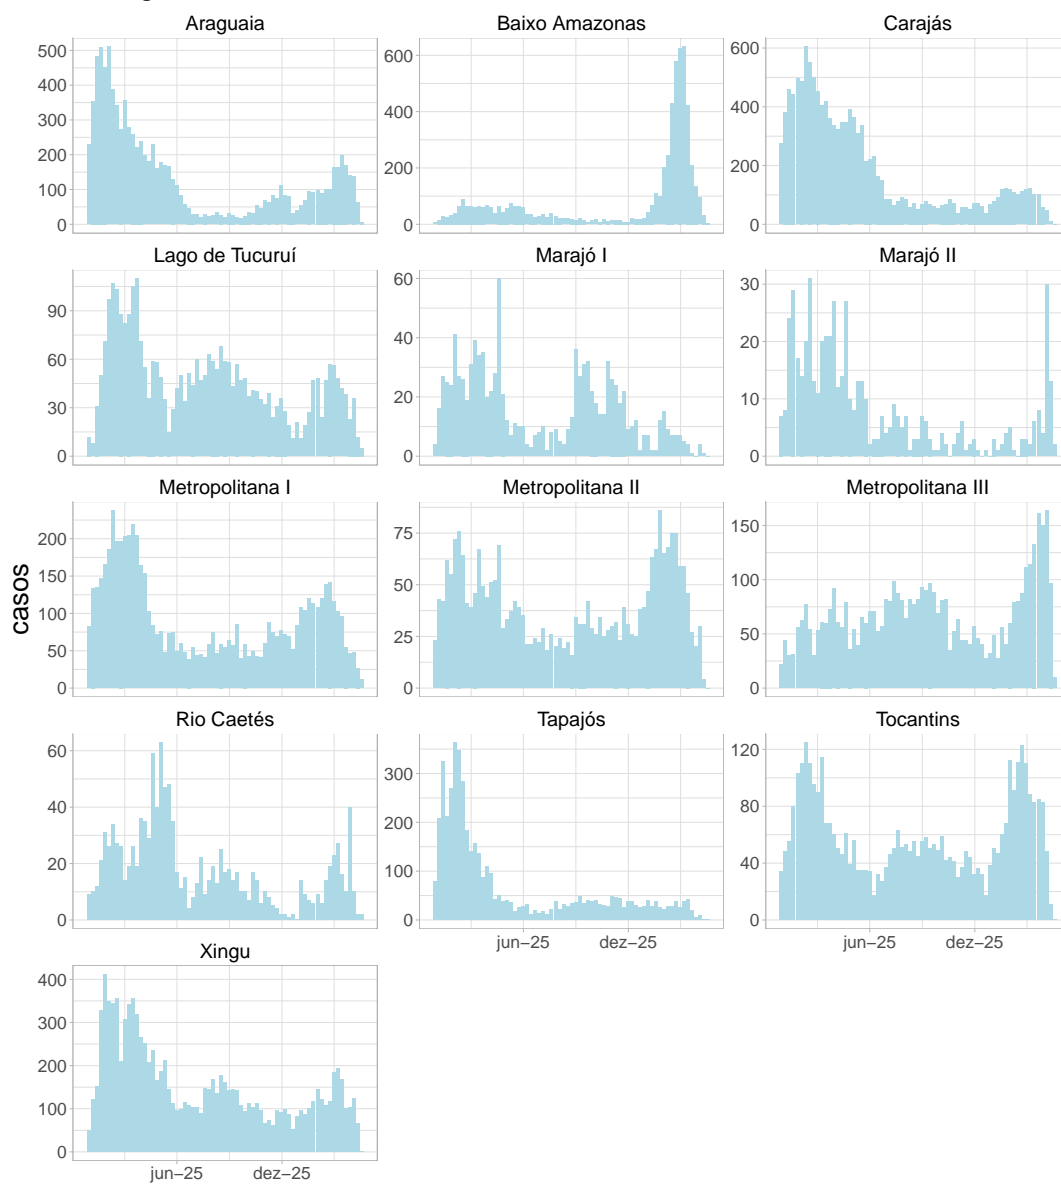 Araguaia
Baixo Amazonas
Carajás
500
400
300
200
100
0
600
400
200
0
600
400
200
0
Lago de Tucuruí
Marajó I
Marajó II
90
60
30
0
60
40
20
0
30
20
10
0
Metropolitana I
Metropolitana II
Metropolitana III
200
150
100
50
0
75
50
25
0
150
100
50
0
casos
Rio Caetés
Tapajós
Tocantins
60
40
20
0
300
200
100
0
120
80
40
0
jun−25
dez−25
jun−25
dez−25
Xingu
400
300
200
100
0
jun−25
dez−25